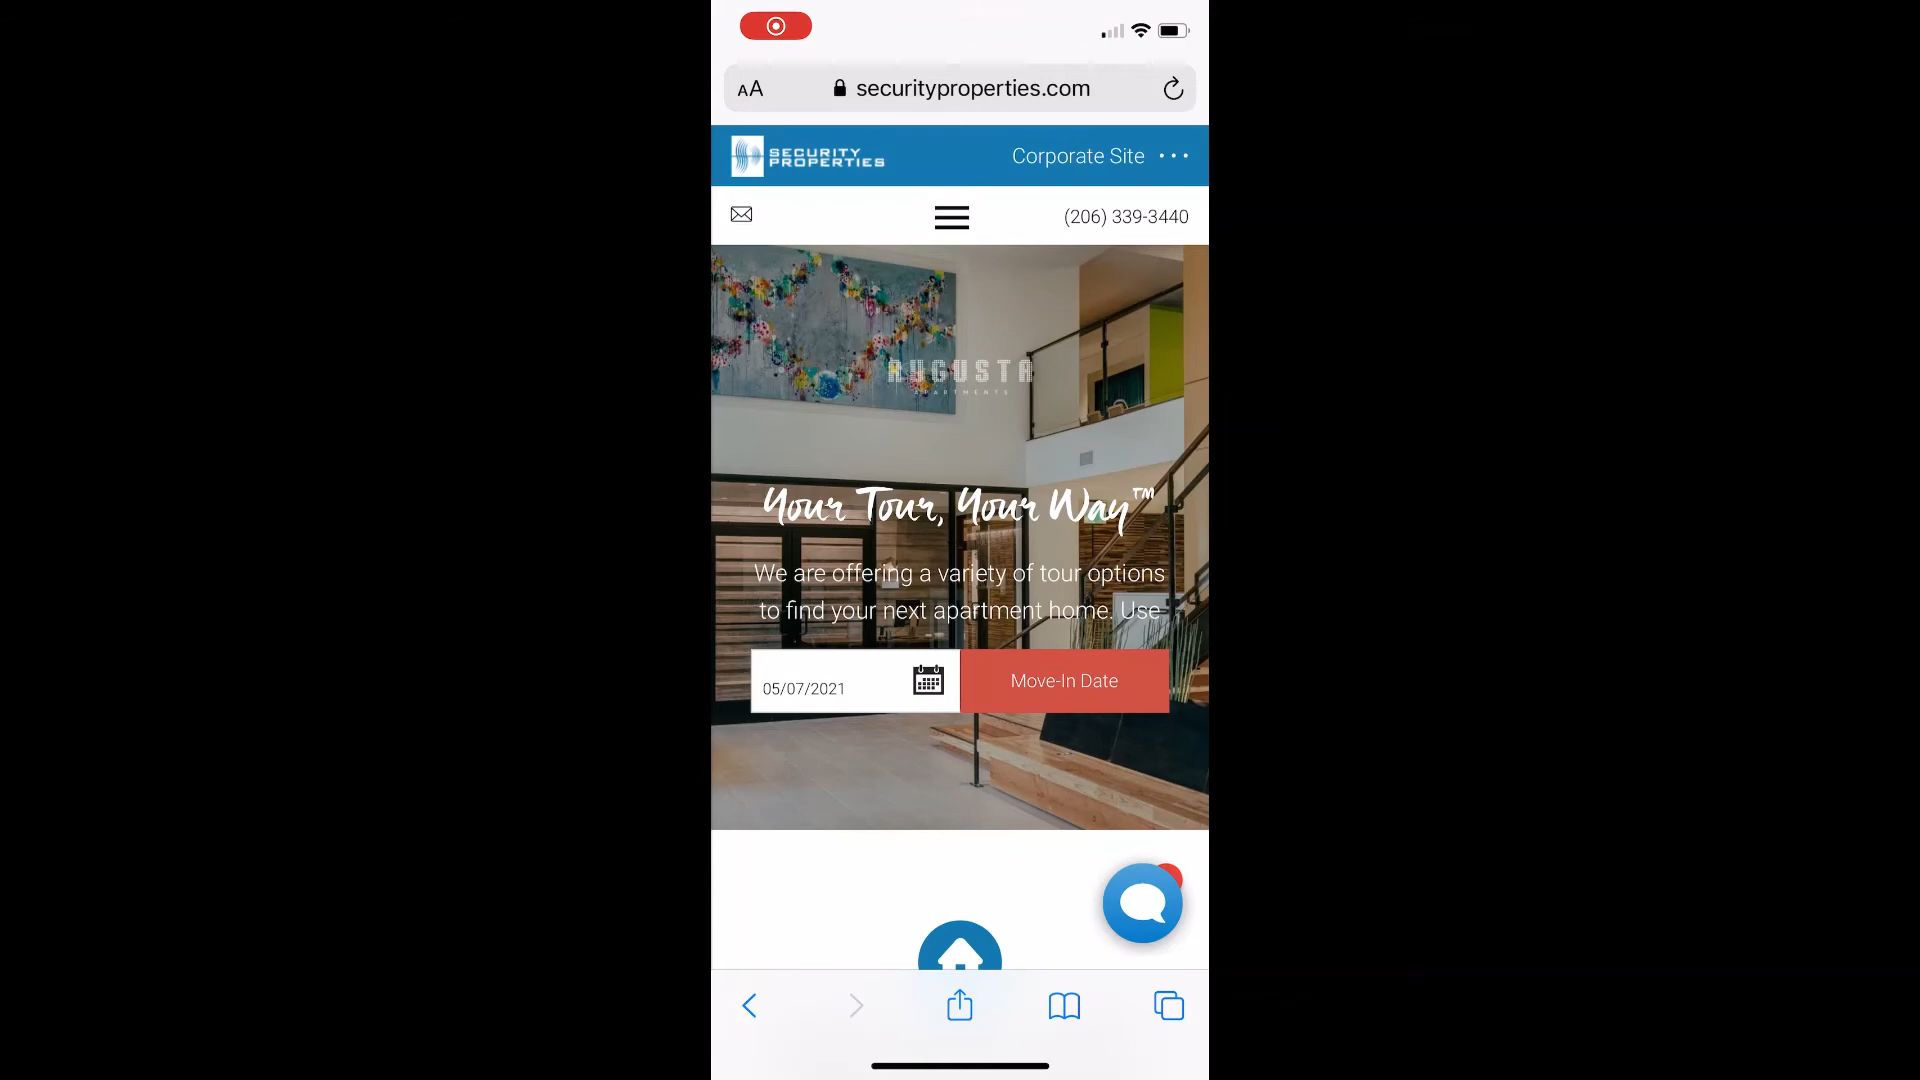 AA securityproperties.com
SECURITY
PROPERTIES
Corporate Site
(206) 339-3440
AUGUSTA
APARTMENTS
Your Tour, Your Way™
We are offering a variety of tour options
to find your next apartment home. Use
05/07/2021
Move-In Date